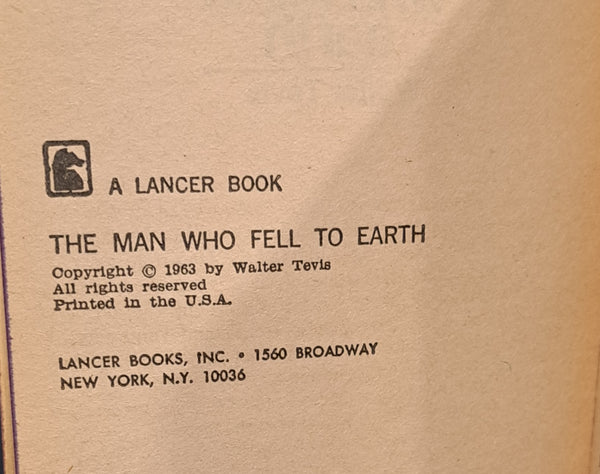 A LANCER BOOK
THE MAN WHO FELL TO EARTH
Copyright © 1963 by Walter Tevis
All rights reserved
Printed in the U.S.A.
LANCER BOOKS, INC. • 1560 BROADWAY
NEW YORK, N.Y. 10036